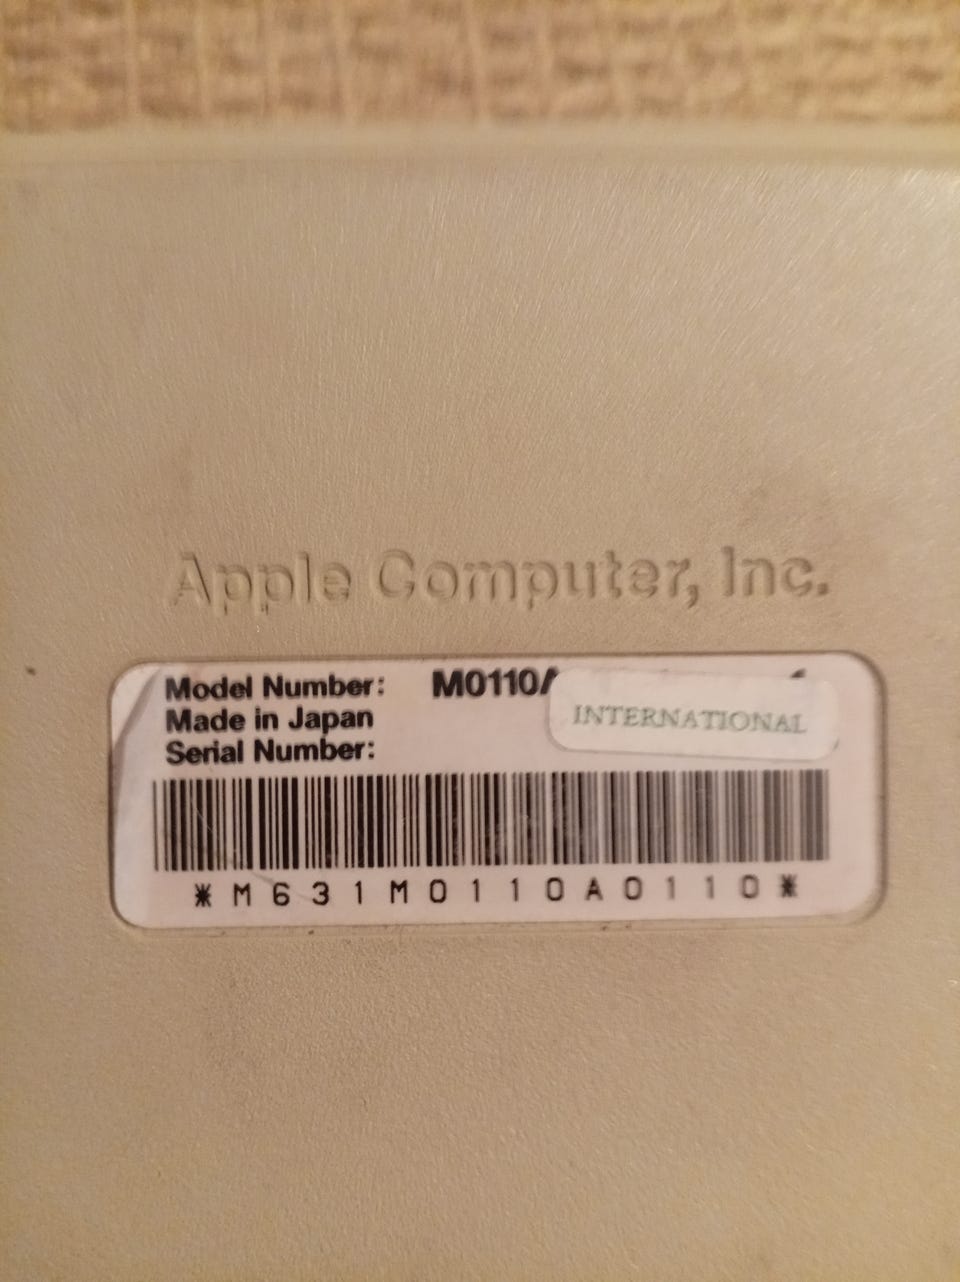 Apple Computer, Inc.
Model Number: M0110A
INTERNATIONAL
Made in Japan
Serial Number:
*M631M0110A0110*